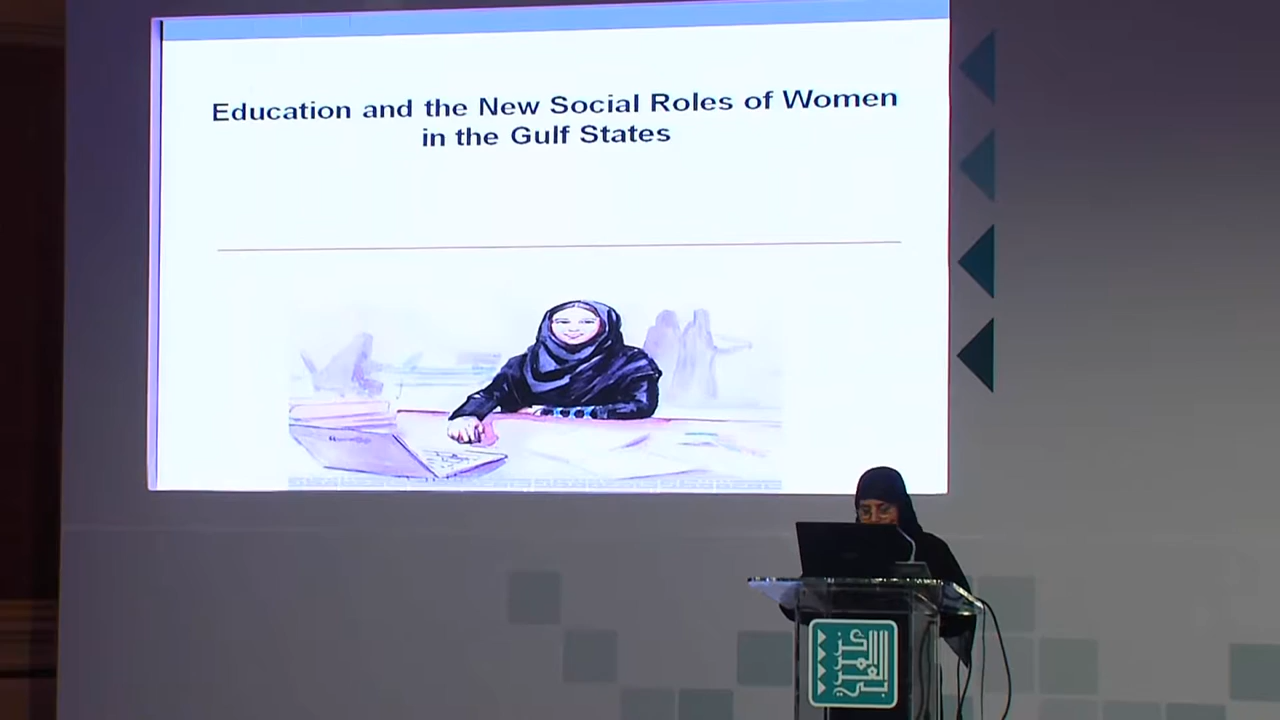 Education and the New Social Roles of Women
in the Gulf States